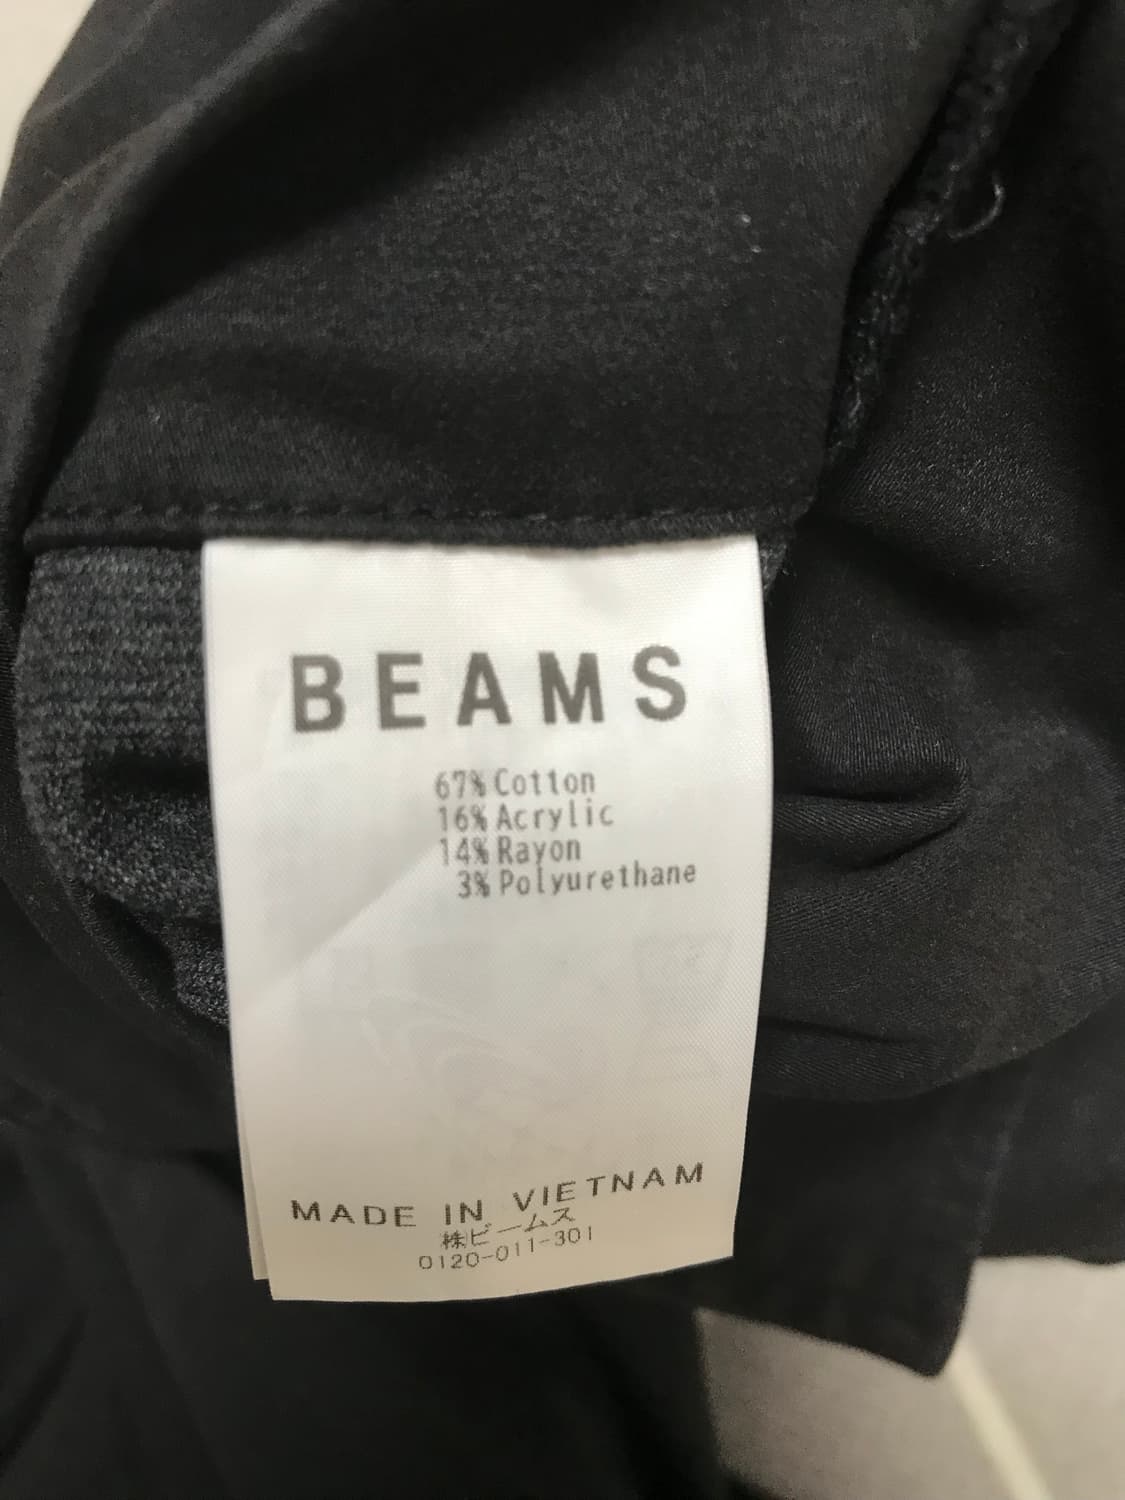 BEAMS
67% Cotton
16% Acrylic
14% Rayon
3% Polyurethane
MADE IN VIETNAM
㈱ビームス
0120-011-301